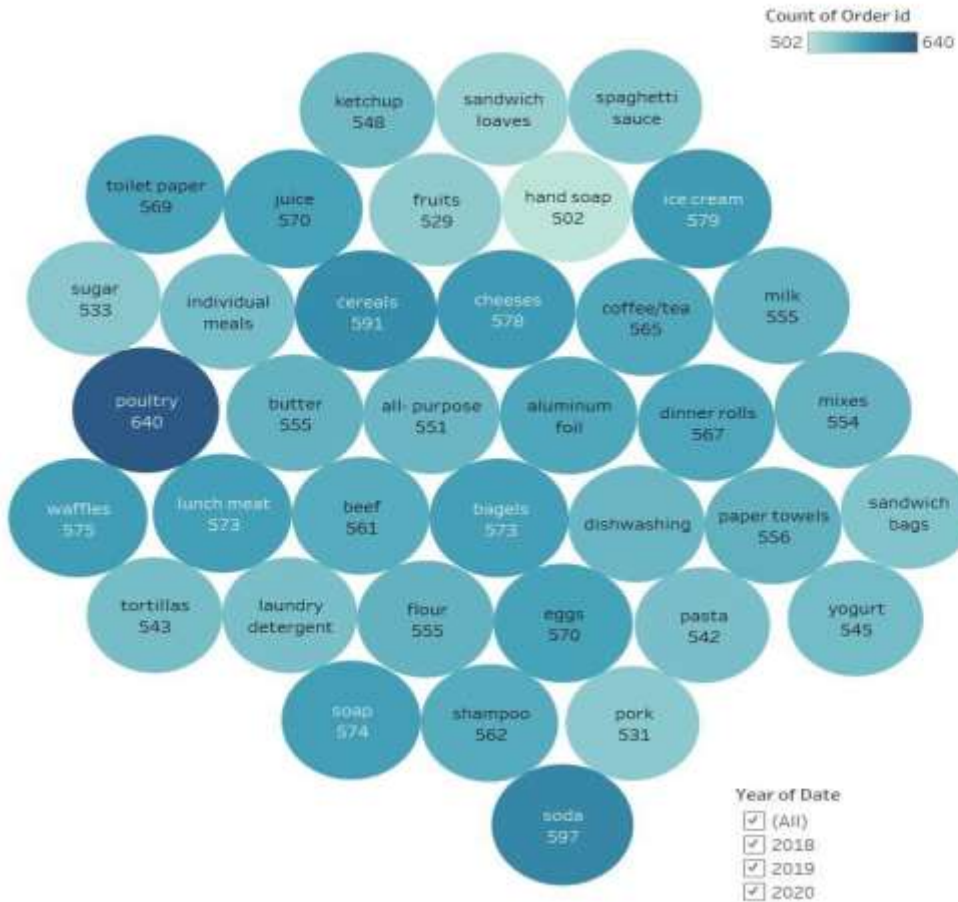 Count of Order Id
502 640
ketchup
548
sandwich
loaves
spaghetti
sauce
toilet paper
569
juice
570
fruits
529
hand soap
502
ice cream
579
sugar
533
individual
meals
cereals
591
cheeses
578
coffee/tea
565
milk
555
poultry
640
butter
555
all- purpose
551
aluminum
foil
dinner rolls
567
mixes
554
waffles
575
lunch meat
573
beef
561
bagels
573
dishwashing
paper towels
556
sandwich
bags
tortillas
543
laundry
detergent
flour
555
eggs
570
pasta
542
yogurt
545
soap
574
shampoo
562
pork
531
soda
597
Year of Date
(All)
2018
2019
2020